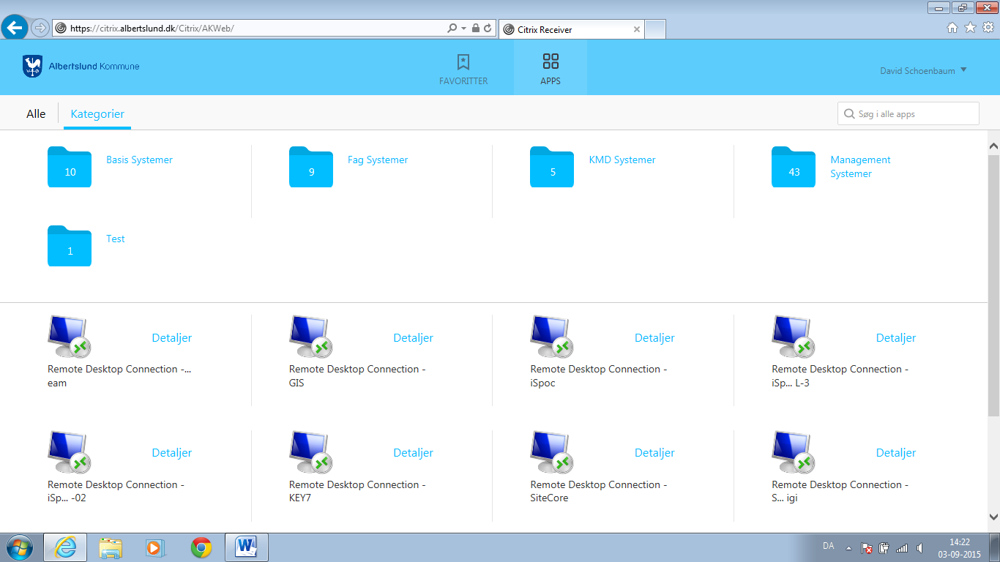 https://citrix.albertslund.dk/Citrix/AKWeb/
Citrix Receiver
Albertslund Kommune
FAVORITTER
APPS
David Schoenbaum
Alle
Kategorier
Søg i alle apps
10
Basis Systemer
9
Fag Systemer
5
KMD Systemer
43
Management
Systemer
1
Test
Detaljer
Remote Desktop Connection -...
eam
Detaljer
Remote Desktop Connection -
GIS
Detaljer
Remote Desktop Connection -
iSpoc
Detaljer
Remote Desktop Connection -
iSp... L-3
Detaljer
Remote Desktop Connection -
iSp... -02
Detaljer
Remote Desktop Connection -
KEY7
Detaljer
Remote Desktop Connection -
SiteCore
Detaljer
Remote Desktop Connection -
S... igi
W
DA
14:22
03-09-2015